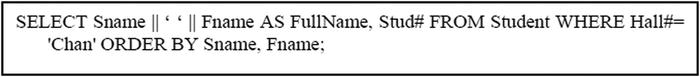 SELECT Sname || ‘ ‘ || Fname AS FullName, Stud# FROM Student WHERE Hall#=
'Chan' ORDER BY Sname, Fname;